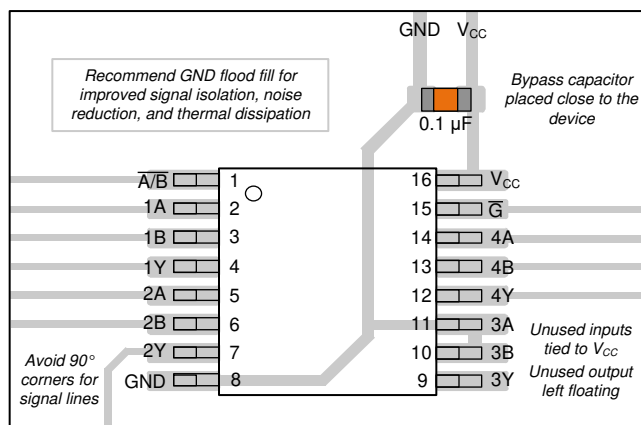 GND VCC
Recommend GND flood fill for
improved signal isolation, noise
reduction, and thermal dissipation
Bypass capacitor
placed close to the
device
0.1 µF
A/B 1 16 VCC
1A 2 15 G
1B 3 14 4A
1Y 4 13 4B
2A 5 12 4Y
2B 6 11 3A
2Y 7 10 3B
GND 8 9 3Y
Avoid 90°
corners for
signal lines
Unused inputs
tied to VCC
Unused output
left floating